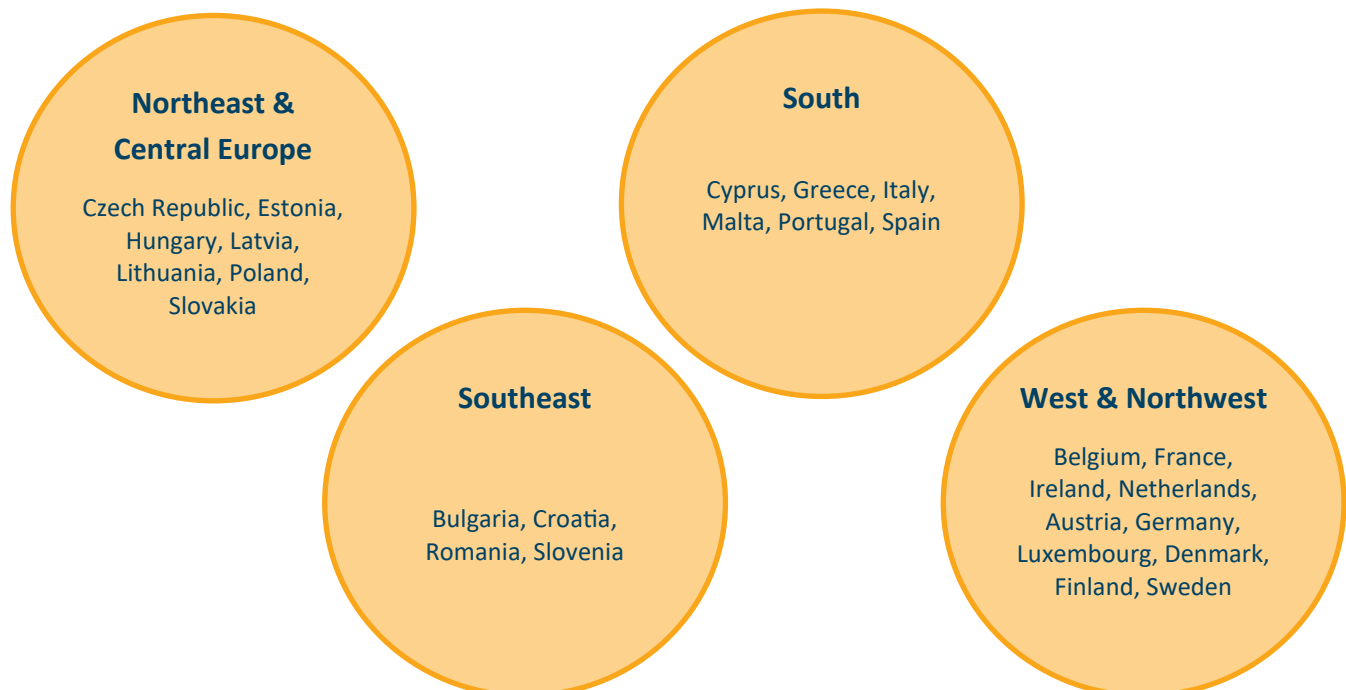 Northeast &
Central Europe
Czech Republic, Estonia,
Hungary, Latvia,
Lithuania, Poland,
Slovakia
South
Cyprus, Greece, Italy,
Malta, Portugal, Spain
Southeast
Bulgaria, Croatia,
Romania, Slovenia
West & Northwest
Belgium, France,
Ireland, Netherlands,
Austria, Germany,
Luxembourg, Denmark,
Finland, Sweden